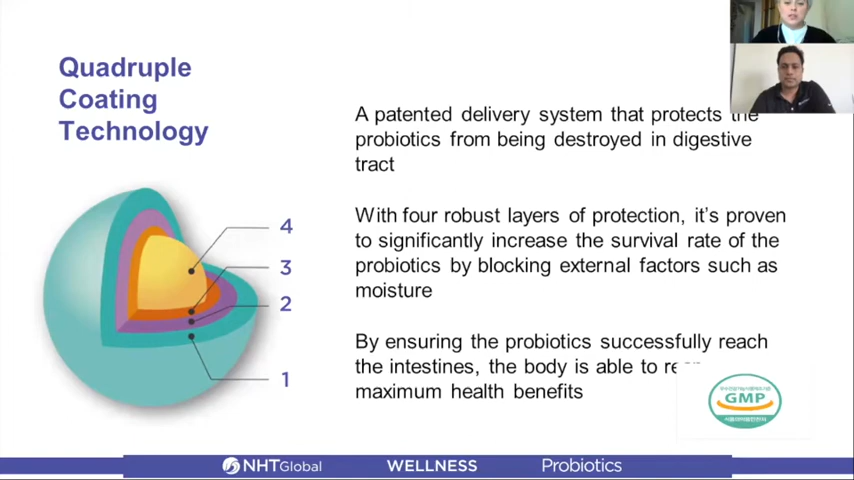 Quadruple
Coating
Technology
A patented delivery system that protects the
probiotics from being destroyed in digestive
tract
With four robust layers of protection, it's proven
to significantly increase the survival rate of the
probiotics by blocking external factors such as
moisture
By ensuring the probiotics successfully reach
the intestines, the body is able to
maximum health benefits
4
3
2
1
GMP
NHT Global
WELLNESS
Probiotics